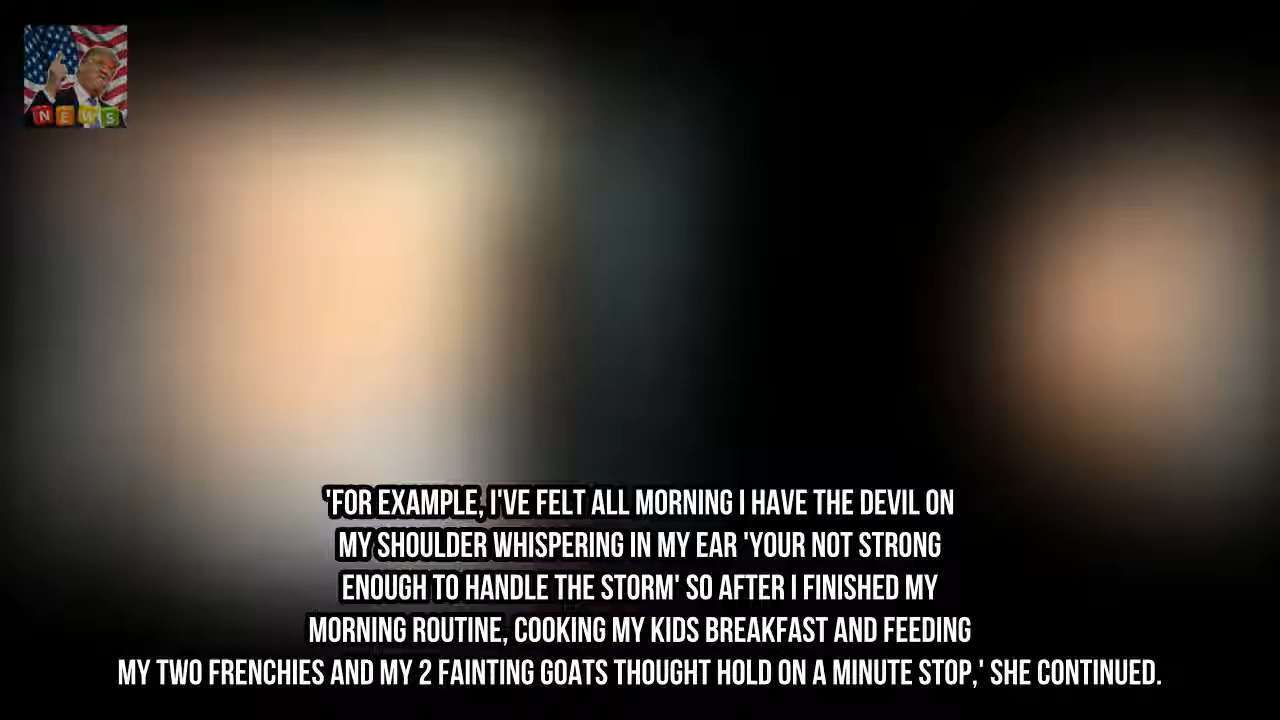 NEWS
'FOR EXAMPLE, I'VE FELT ALL MORNING I HAVE THE DEVIL ON
MY SHOULDER WHISPERING IN MY EAR 'YOUR NOT STRONG
ENOUGH TO HANDLE THE STORM' SO AFTER I FINISHED MY
MORNING ROUTINE, COOKING MY KIDS BREAKFAST AND FEEDING
MY TWO FRENCHIES AND MY 2 FAINTING GOATS THOUGHT HOLD ON A MINUTE STOP,' SHE CONTINUED.